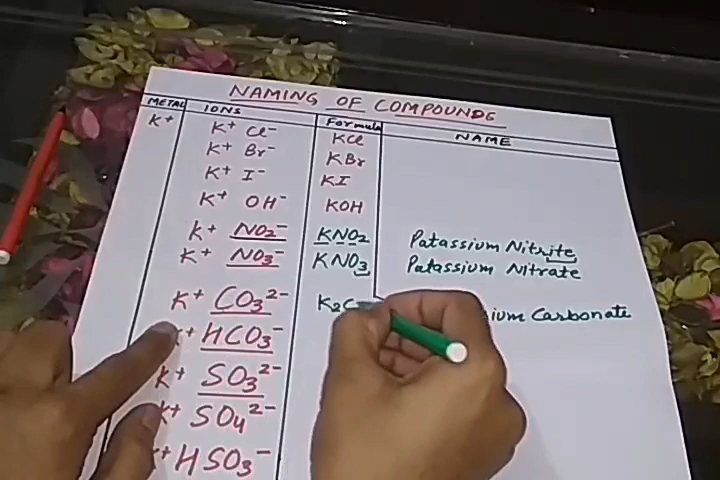 NAMING OF COMPOUNDS
METAL IONS Formula NAME
K+ K+ Cl- KCl
K+ Br- KBr
K+ I- KI
K+ OH- KOH
K+ NO2- KNO2 Patassium Nitrite
K+ NO3- KNO3 Patassium Nitrate
K+ CO3 2- K2C ium Carbonate
K+ HCO3-
K+ SO3 2-
K+ SO4 2-
K+ HSO3-